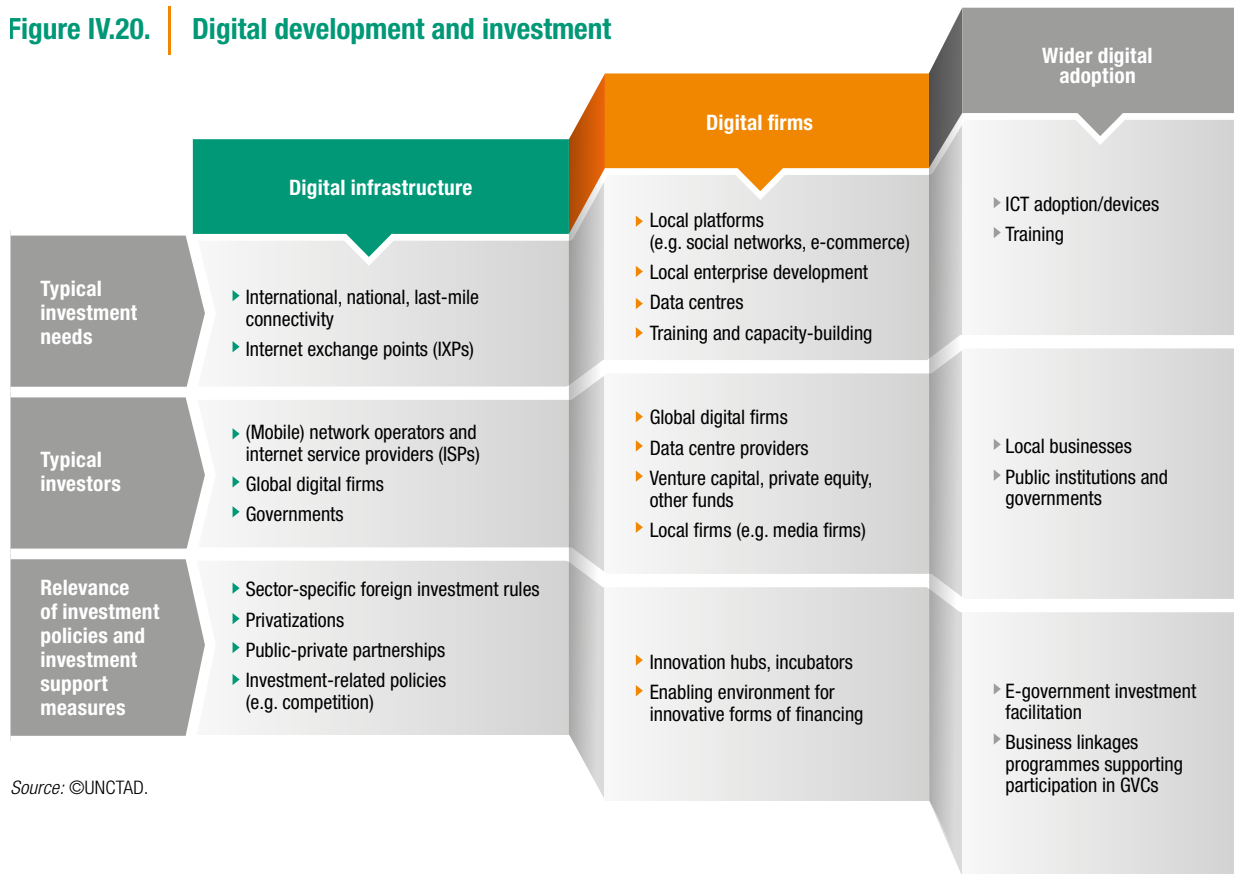 Figure IV.20. Digital development and investment
Digital infrastructure
Digital firms
Wider digital
adoption
Typical
investment
needs
International, national, last-mile
connectivity
Internet exchange points (IXPs)
Local platforms
(e.g. social networks, e-commerce)
Local enterprise development
Data centres
Training and capacity-building
ICT adoption/devices
Training
Typical
investors
(Mobile) network operators and
internet service providers (ISPs)
Global digital firms
Governments
Global digital firms
Data centre providers
Venture capital, private equity,
other funds
Local firms (e.g. media firms)
Local businesses
Public institutions and
governments
Relevance
of investment
policies and
investment
support
measures
Sector-specific foreign investment rules
Privatizations
Public-private partnerships
Investment-related policies
(e.g. competition)
Innovation hubs, incubators
Enabling environment for
innovative forms of financing
E-government investment
facilitation
Business linkages
programmes supporting
participation in GVCs
Source: ©UNCTAD.